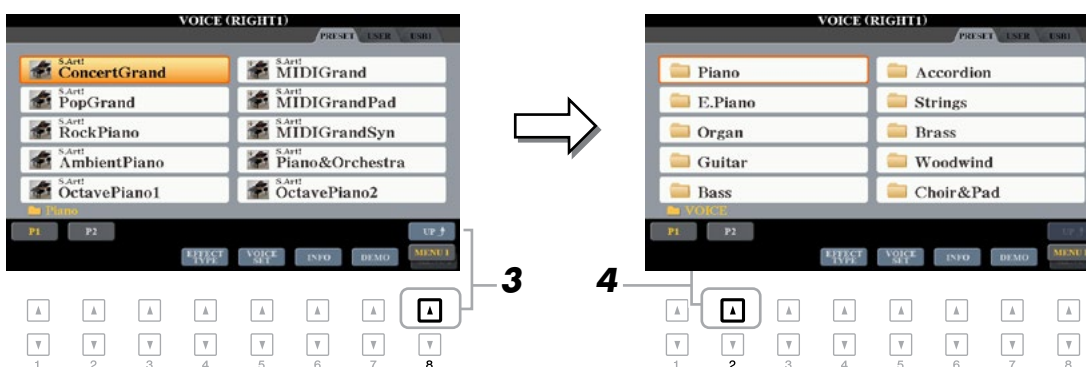 VOICE (RIGHT1)
PRESET USER USB1
S.Art!
ConcertGrand
S.Art!
MIDIGrand
S.Art!
PopGrand
S.Art!
MIDIGrandPad
S.Art!
RockPiano
S.Art!
MIDIGrandSyn
S.Art!
AmbientPiano
S.Art!
Piano&Orchestra
S.Art!
OctavePiano1
S.Art!
OctavePiano2
Piano
P1 P2 UP
EFFECT TYPE VOICE SET INFO DEMO MENU 1
3
1 2 3 4 5 6 7 8
VOICE (RIGHT1)
PRESET USER USB1
Piano Accordion
E.Piano Strings
Organ Brass
Guitar Woodwind
Bass Choir&Pad
VOICE
P1 P2 UP
EFFECT TYPE VOICE SET INFO DEMO MENU
4
1 2 3 4 5 6 7 8